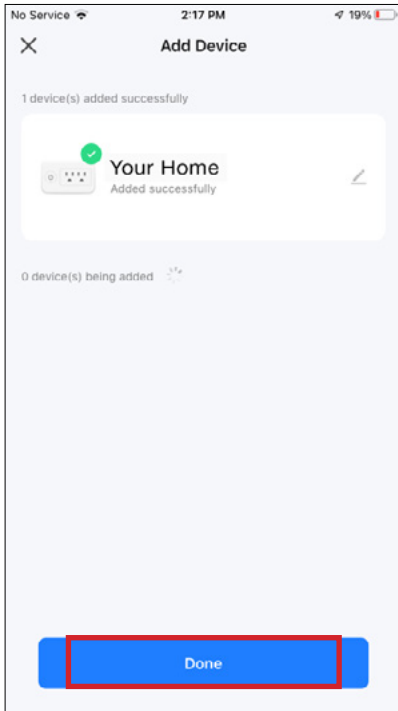 No Service 2:17 PM 19%
Add Device
1 device(s) added successfully
Your Home
Added successfully
0 device(s) being added
Done